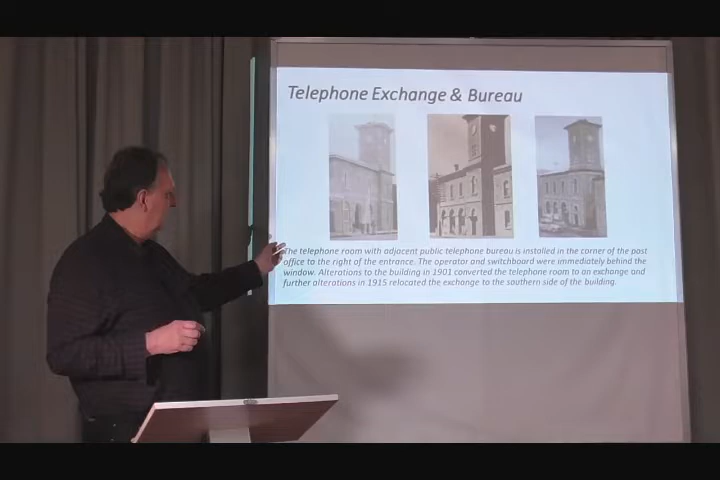 Telephone Exchange & Bureau
The telephone room with adjacent public telephone bureau is installed in the corner of the post
office to the right of the entrance. The operator and switchboard were immediately behind the
window. Alterations to the building in 1901 converted the telephone room to an exchange and
further alterations in 1915 relocated the exchange to the southern side of the building.